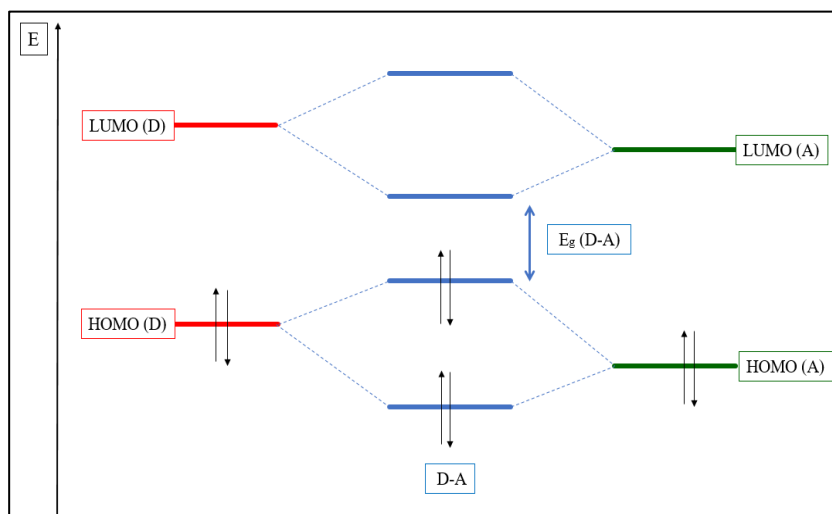 E
LUMO (D)
LUMO (A)
Eg (D-A)
HOMO (D)
HOMO (A)
D-A